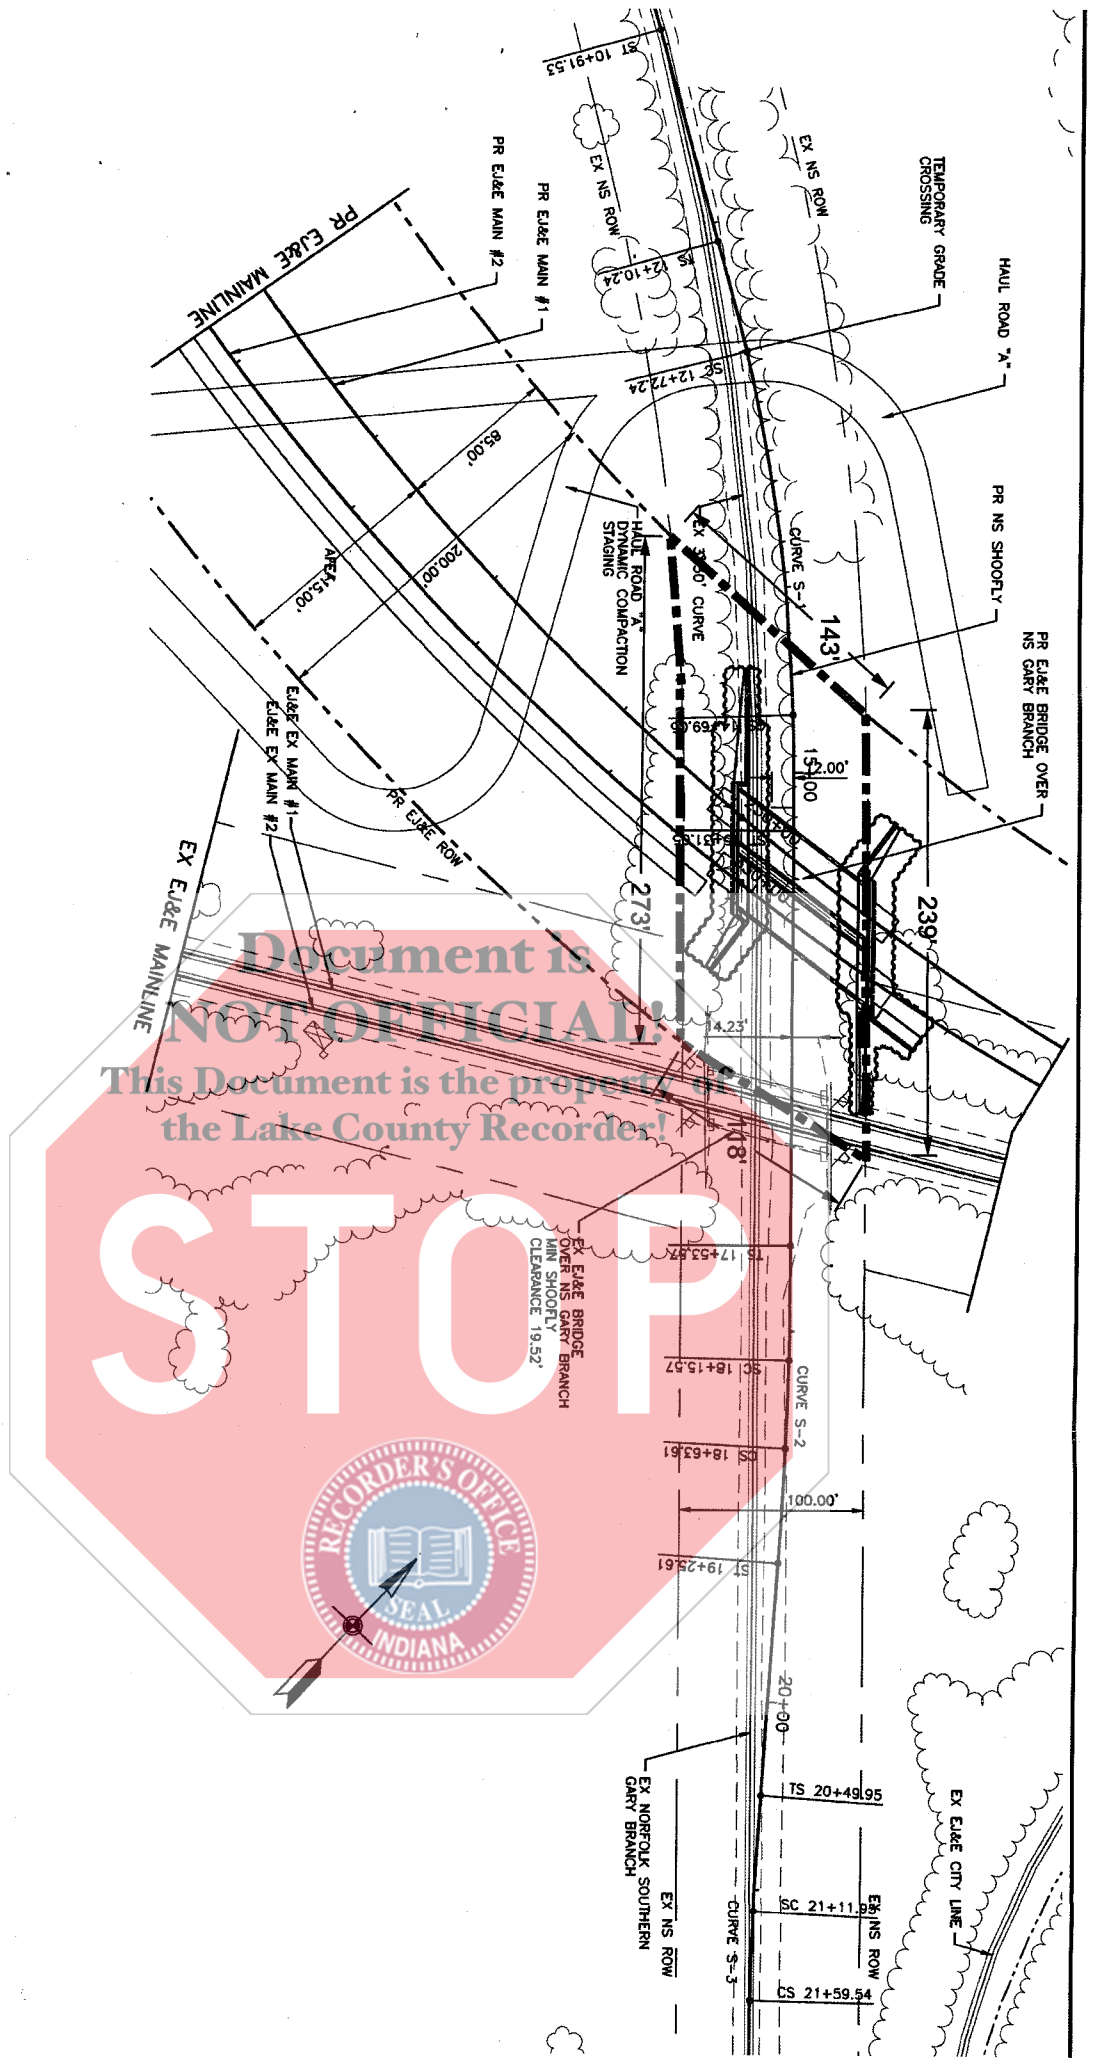 ST 10+91.53
EX NS ROW
EX NS ROW
TEMPORARY GRADE
CROSSING
HAUL ROAD "A"
PR EJ&E MAIN #2
PR EJ&E MAIN #1
PR EJ&E MAINLINE
TS 12+10.24
SC 12+72.24
85.00'
200.00'
AREA
115.00'
HAUL ROAD "A"
DYNAMIC COMPACTION
STAGING
CURVE
CURVE S-1
PR NS SHOOFLY
143'
PR EJ&E BRIDGE OVER
NS GARY BRANCH
15+00
12.00'
239'
273'
118'
14.23'
EJ&E EX MAIN #1
EJ&E EX MAIN #2
PR EJ&E ROW
EX EJ&E MAINLINE
Document is
NOT OFFICIAL!
This Document is the property of
the Lake County Recorder!
STOP
EX EJ&E BRIDGE
OVER NS GARY BRANCH
MIN SHOOFLY
CLEARANCE 19.52'
TS 17+53.57
SC 18+15.57
CURVE S-2
CS 18+63.61
100.00'
ST 19+25.61
RECORDER'S OFFICE
SEAL
INDIANA
20+00
TS 20+49.95
EX NORFOLK SOUTHERN
GARY BRANCH
EX NS ROW
CURVE S-3
SC 21+11.95
EX NS ROW
CS 21+59.54
EX EJ&E CITY LINE